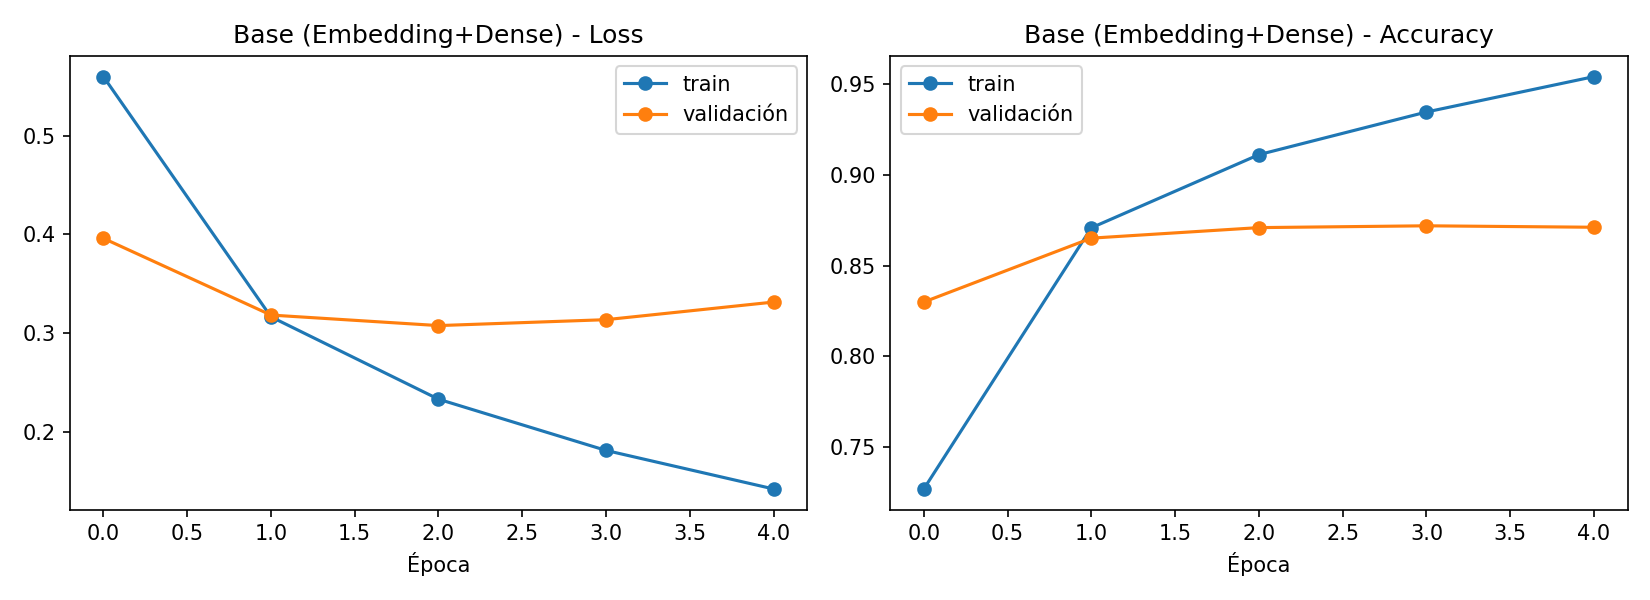 Base (Embedding+Dense) - Loss
train
validación
0.5
0.4
0.3
0.2
0.0 0.5 1.0 1.5 2.0 2.5 3.0 3.5 4.0
Época
Base (Embedding+Dense) - Accuracy
train
validación
0.95
0.90
0.85
0.80
0.75
0.0 0.5 1.0 1.5 2.0 2.5 3.0 3.5 4.0
Época